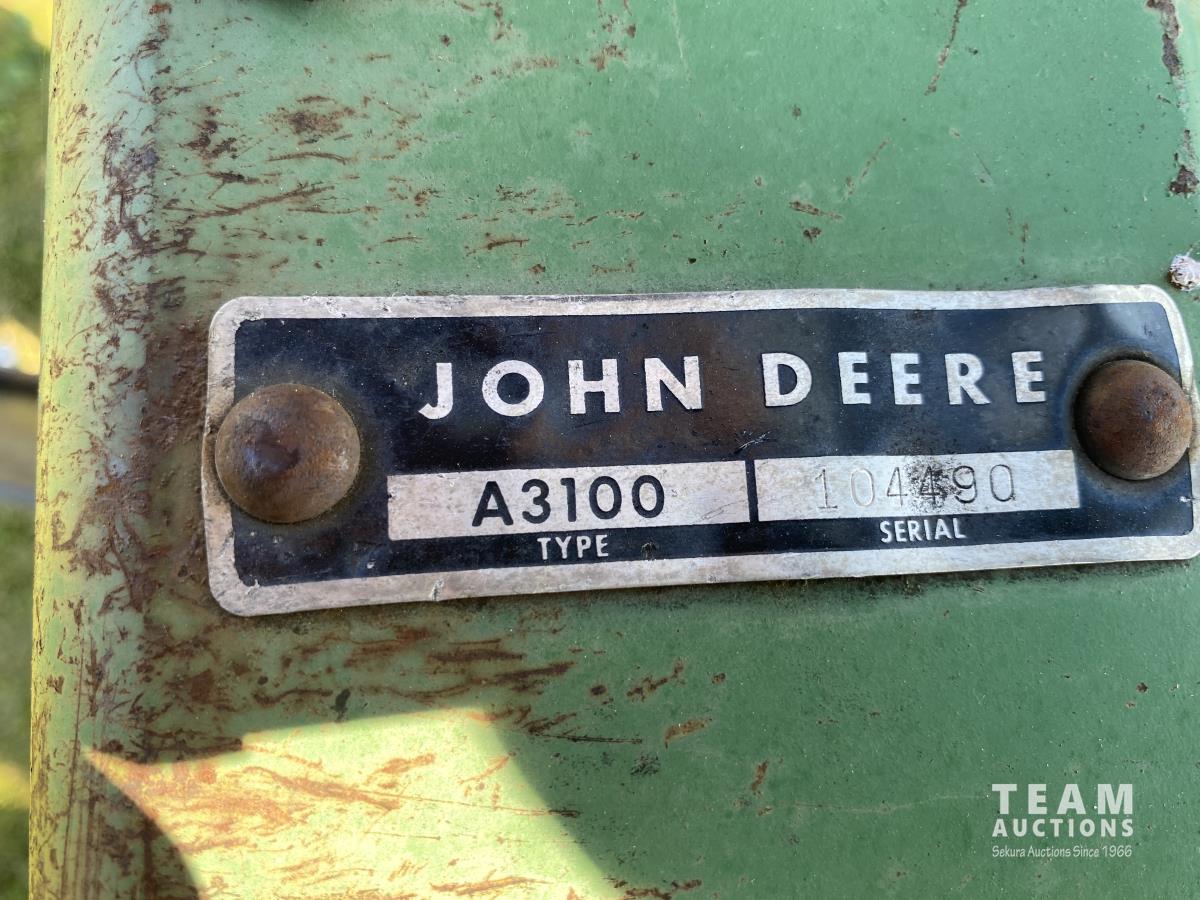 JOHN DEERE
A3100 104490
TYPE SERIAL
TEAM
AUCTIONS
Sekura Auctions Since 1966